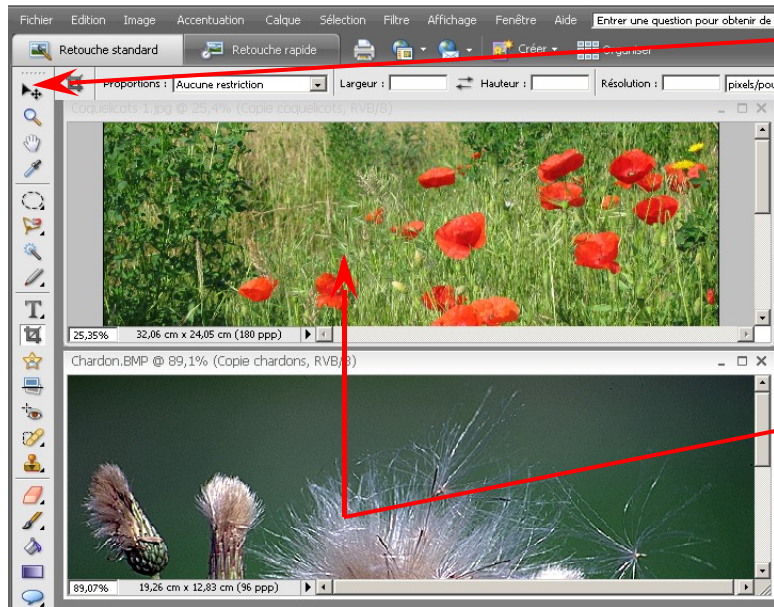 Fichier Edition Image Accentuation Calque Sélection Filtre Affichage Fenêtre Aide Entrer une question pour obtenir de
Retouche standard Retouche rapide Créer Organiser
Proportions : Aucune restriction Largeur : Hauteur : Résolution : pixels/pou
Coquelicots 1.jpg @ 25,4% (Copie coquelicots, RVB/8)
25,35% 32,06 cm x 24,05 cm (180 ppp)
Chardon.BMP @ 89,1% (Copie chardons, RVB/8)
89,07% 19,26 cm x 12,83 cm (96 ppp)